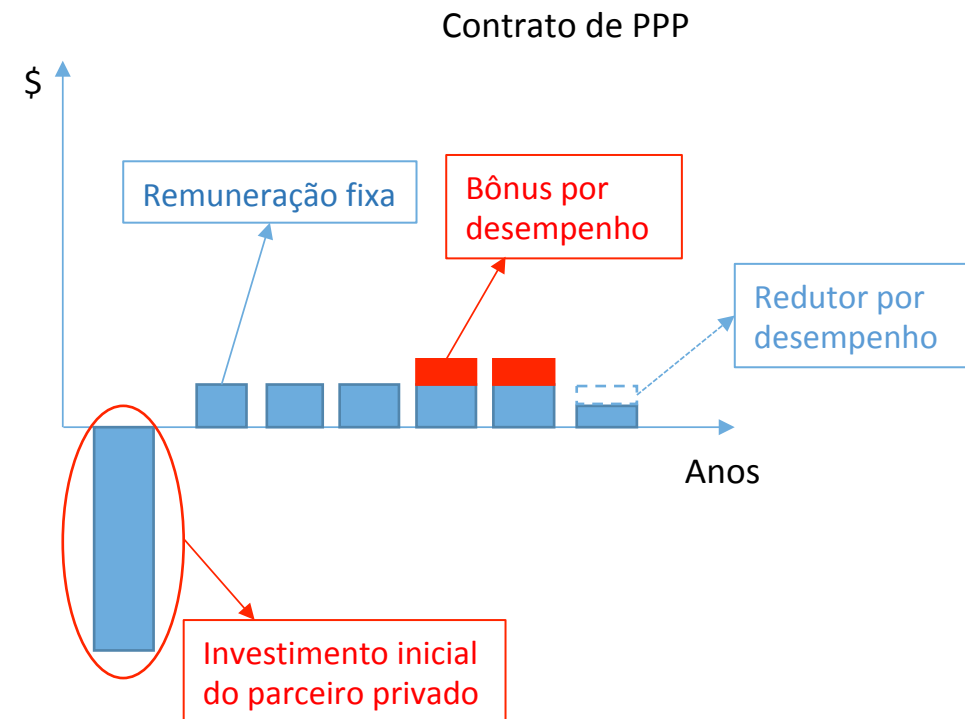 Contrato de PPP
$
Remuneração fixa
Bônus por
desempenho
Redutor por
desempenho
Anos
Investimento inicial
do parceiro privado